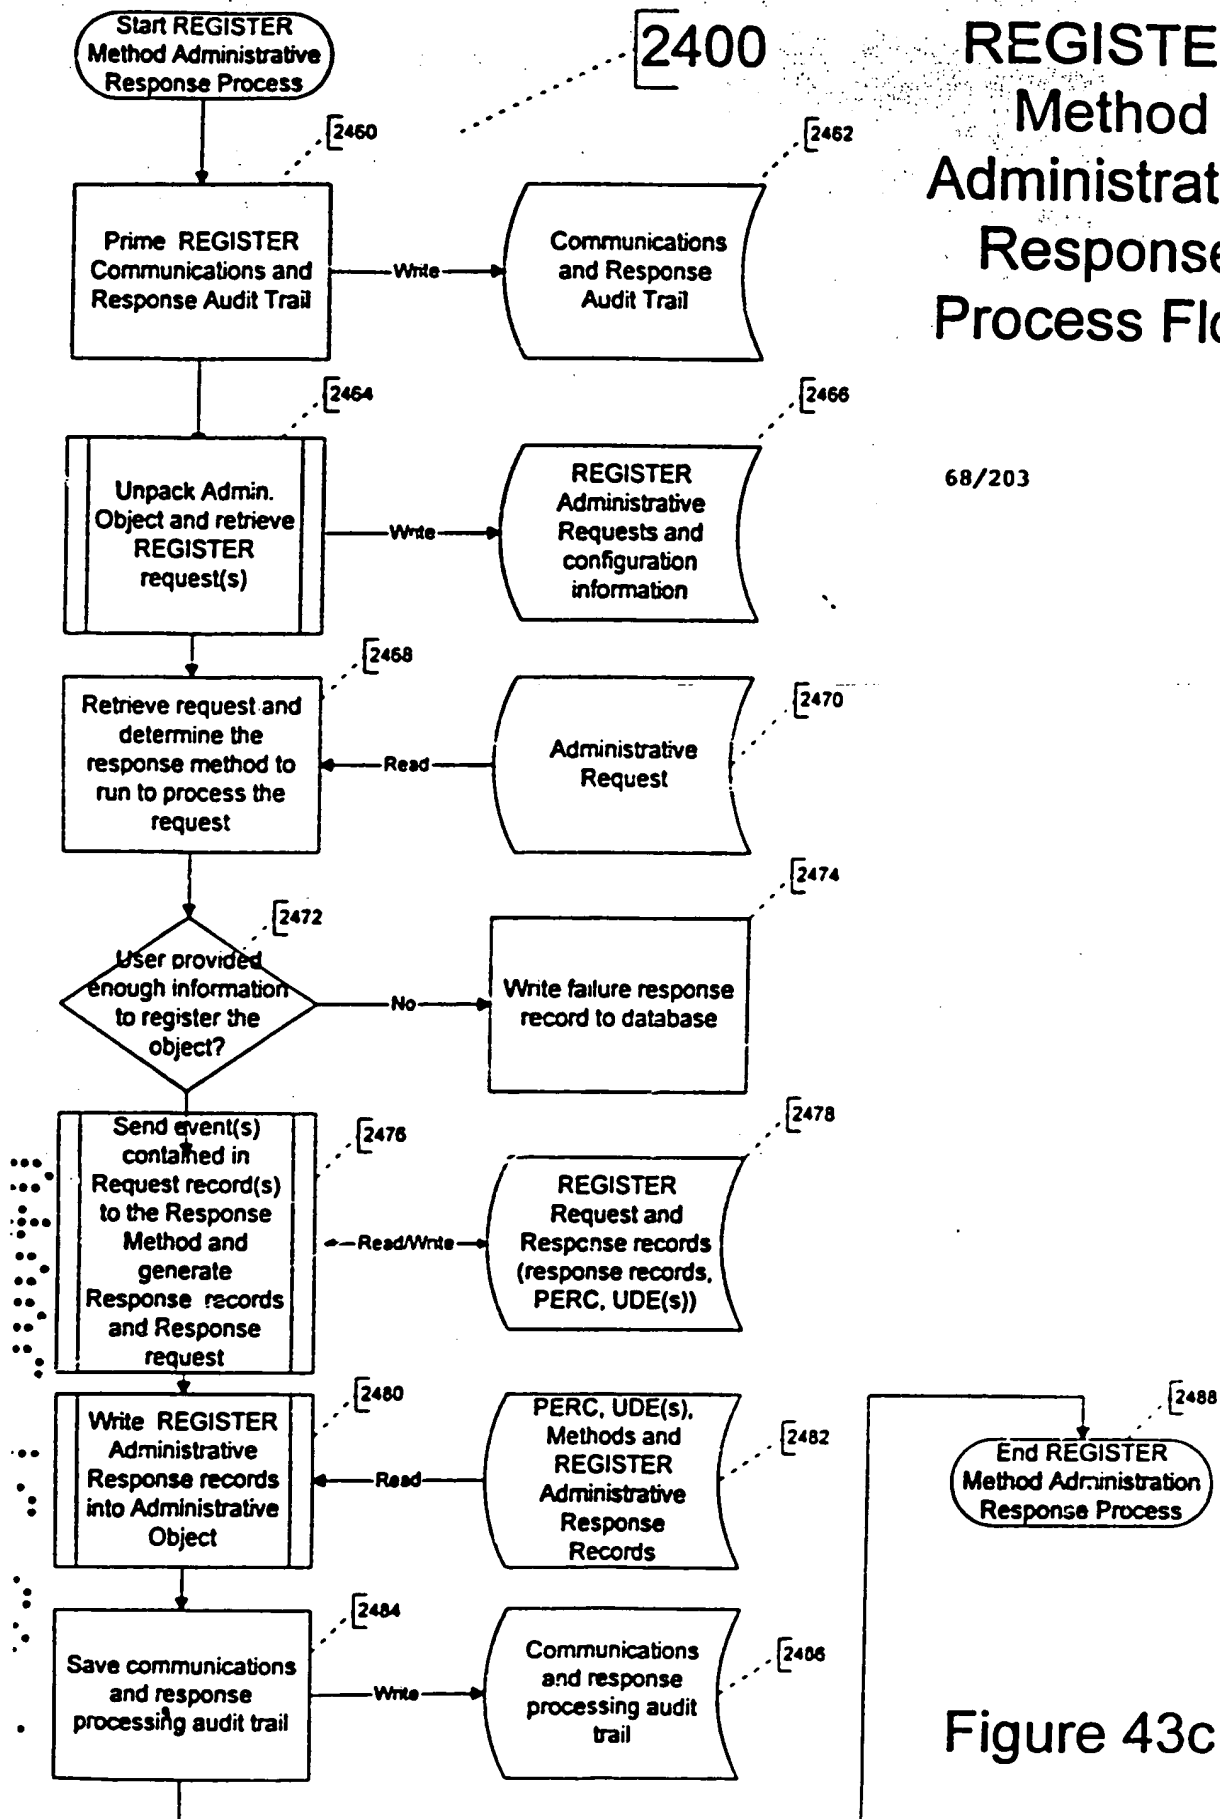 Start REGISTER
Method Administrative
Response Process
2400
REGISTE
Method
Administrat
Response
Process Flo
2460
2462
Prime REGISTER
Communications and
Response Audit Trail
Write
Communications
and Response
Audit Trail
2464
2466
Unpack Admin.
Object and retrieve
REGISTER
request(s)
Write
REGISTER
Administrative
Requests and
configuration
information
68/203
2468
2470
Retrieve request and
determine the
response method to
run to process the
request
Read
Administrative
Request
2472
2474
User provided
enough information
to register the
object?
No
Write failure response
record to database
2476
2478
Send event(s)
contained in
Request record(s)
to the Response
Method and
generate
Response records
and Response
request
Read/Write
REGISTER
Request and
Response records
(response records,
PERC, UDE(s))
2480
2482
Write REGISTER
Administrative
Response records
into Administrative
Object
Read
PERC, UDE(s),
Methods and
REGISTER
Administrative
Response
Records
2488
End REGISTER
Method Administration
Response Process
2484
2486
Save communications
and response
processing audit trail
Write
Communications
and response
processing audit
trail
Figure 43c